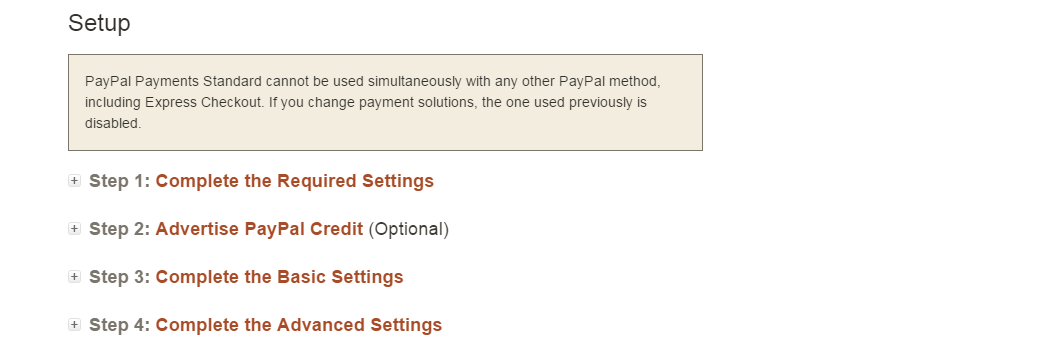 Setup
PayPal Payments Standard cannot be used simultaneously with any other PayPal method,
including Express Checkout. If you change payment solutions, the one used previously is
disabled.
Step 1: Complete the Required Settings
Step 2: Advertise PayPal Credit (Optional)
Step 3: Complete the Basic Settings
Step 4: Complete the Advanced Settings